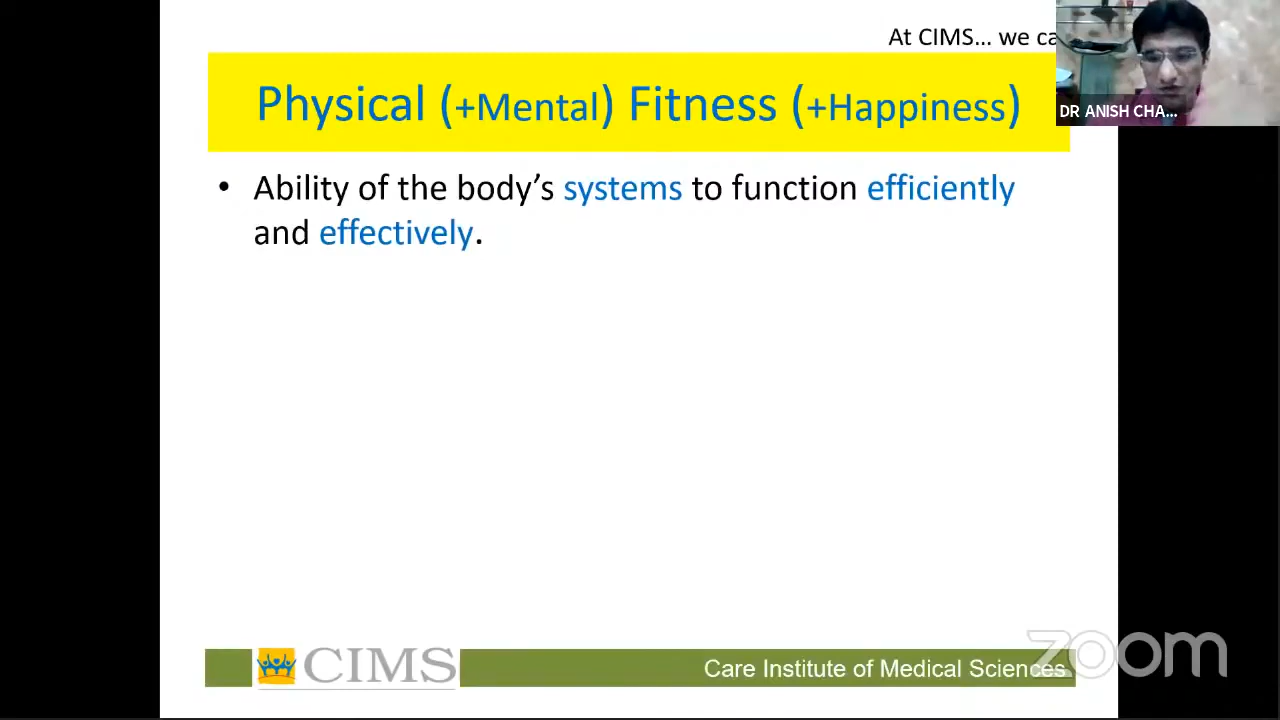 At CIMS... we ca
DR ANISH CHA...
Physical (+Mental) Fitness (+Happiness)
• Ability of the body’s systems to function efficiently
and effectively.
CIMS
Care Institute of Medical Sciences
zoom